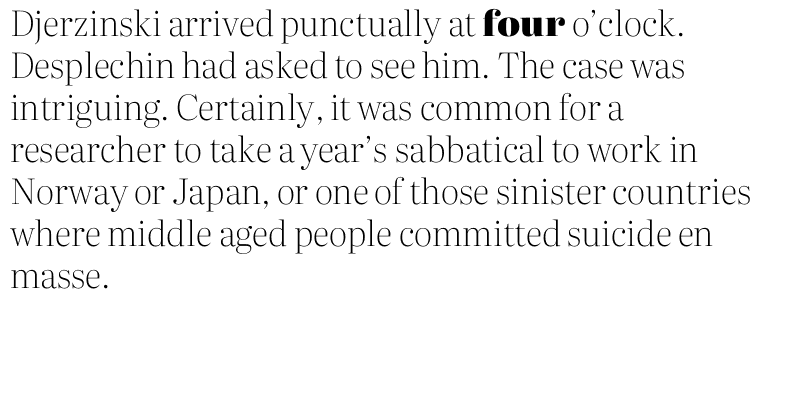 Djerzinski arrived punctually at four o’clock.
Desplechin had asked to see him. The case was
intriguing. Certainly, it was common for a
researcher to take a year’s sabbatical to work in
Norway or Japan, or one of those sinister countries
where middle aged people committed suicide en
masse.